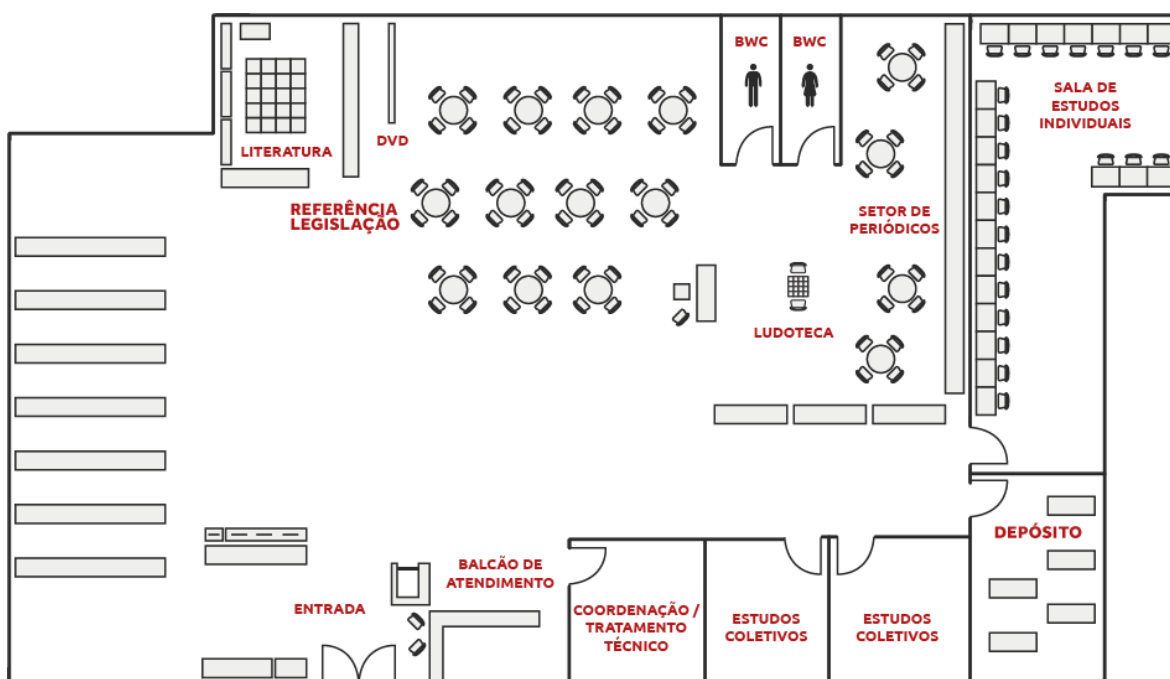 BWC
BWC
SALA DE
ESTUDOS
INDIVIDUAIS
DVD
LITERATURA
REFERÊNCIA
LEGISLAÇÃO
SETOR DE
PERIÓDICOS
LUDOTECA
DEPÓSITO
BALCÃO DE
ATENDIMENTO
ENTRADA
COORDENAÇÃO /
TRATAMENTO
TÉCNICO
ESTUDOS
COLETIVOS
ESTUDOS
COLETIVOS